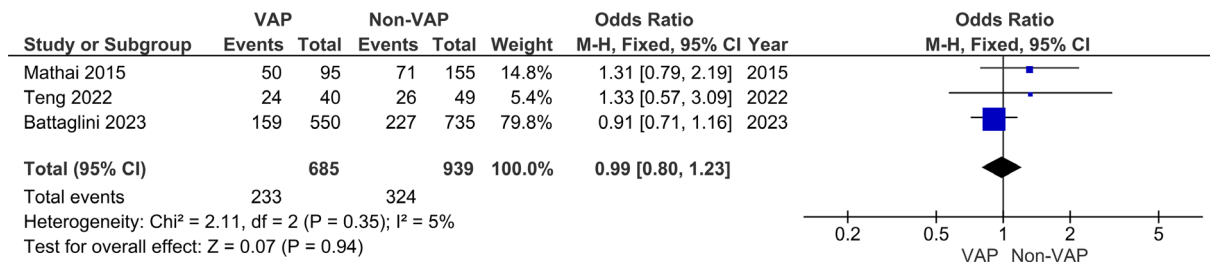 VAP Non-VAP Odds Ratio Odds Ratio
Study or Subgroup Events Total Events Total Weight M-H, Fixed, 95% CI Year M-H, Fixed, 95% CI
Mathai 2015 50 95 71 155 14.8% 1.31 [0.79, 2.19] 2015
Teng 2022 24 40 26 49 5.4% 1.33 [0.57, 3.09] 2022
Battaglini 2023 159 550 227 735 79.8% 0.91 [0.71, 1.16] 2023
Total (95% CI) 685 939 100.0% 0.99 [0.80, 1.23]
Total events 233 324
Heterogeneity: Chi² = 2.11, df = 2 (P = 0.35); I² = 5%
Test for overall effect: Z = 0.07 (P = 0.94)
0.2 0.5 1 2 5
VAP Non-VAP